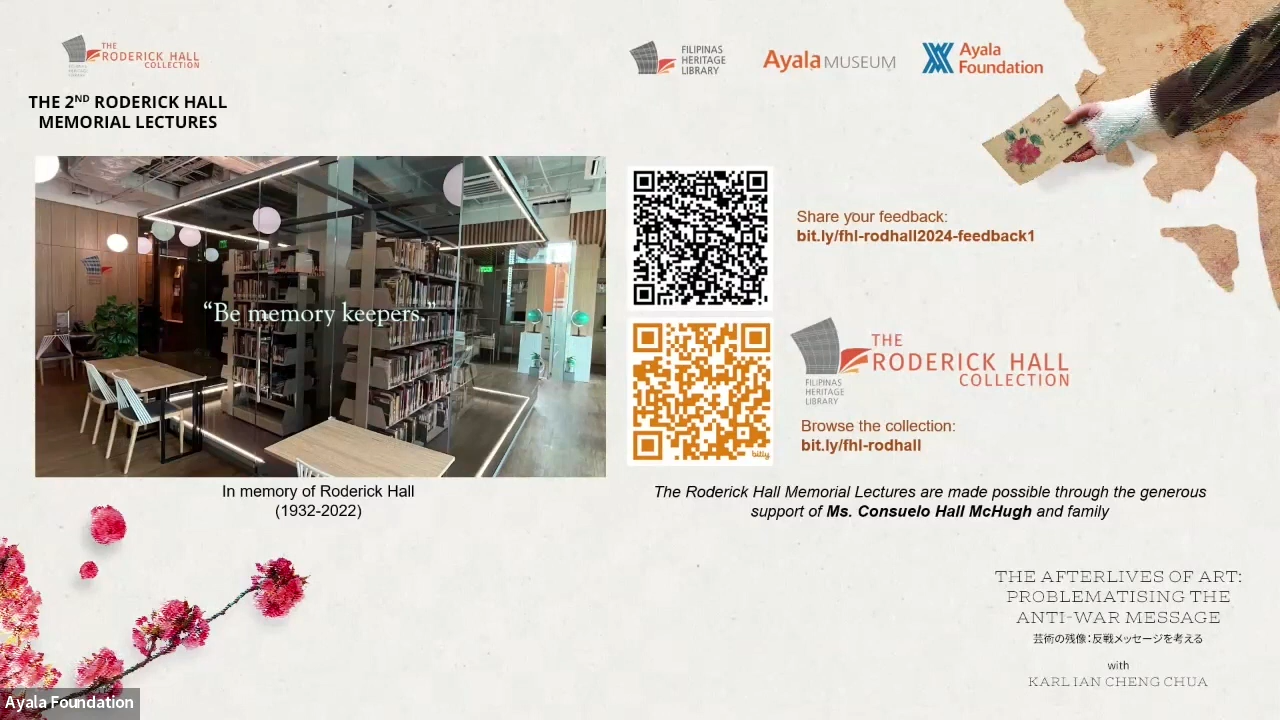 THE
RODERICK HALL
COLLECTION
FILIPINAS
HERITAGE
LIBRARY
Ayala MUSEUM
Ayala
Foundation
THE 2ND RODERICK HALL
MEMORIAL LECTURES
“Be memory keepers.”
Share your feedback:
bit.ly/fhl-rodhall2024-feedback1
THE
RODERICK HALL
COLLECTION
FILIPINAS
HERITAGE
LIBRARY
bitly
Browse the collection:
bit.ly/fhl-rodhall
In memory of Roderick Hall
(1932-2022)
The Roderick Hall Memorial Lectures are made possible through the generous
support of Ms. Consuelo Hall McHugh and family
THE AFTERLIVES OF ART:
PROBLEMATISING THE
ANTI-WAR MESSAGE
芸術の残像:反戦メッセージを考える
with
KARL IAN CHENG CHUA
Ayala Foundation